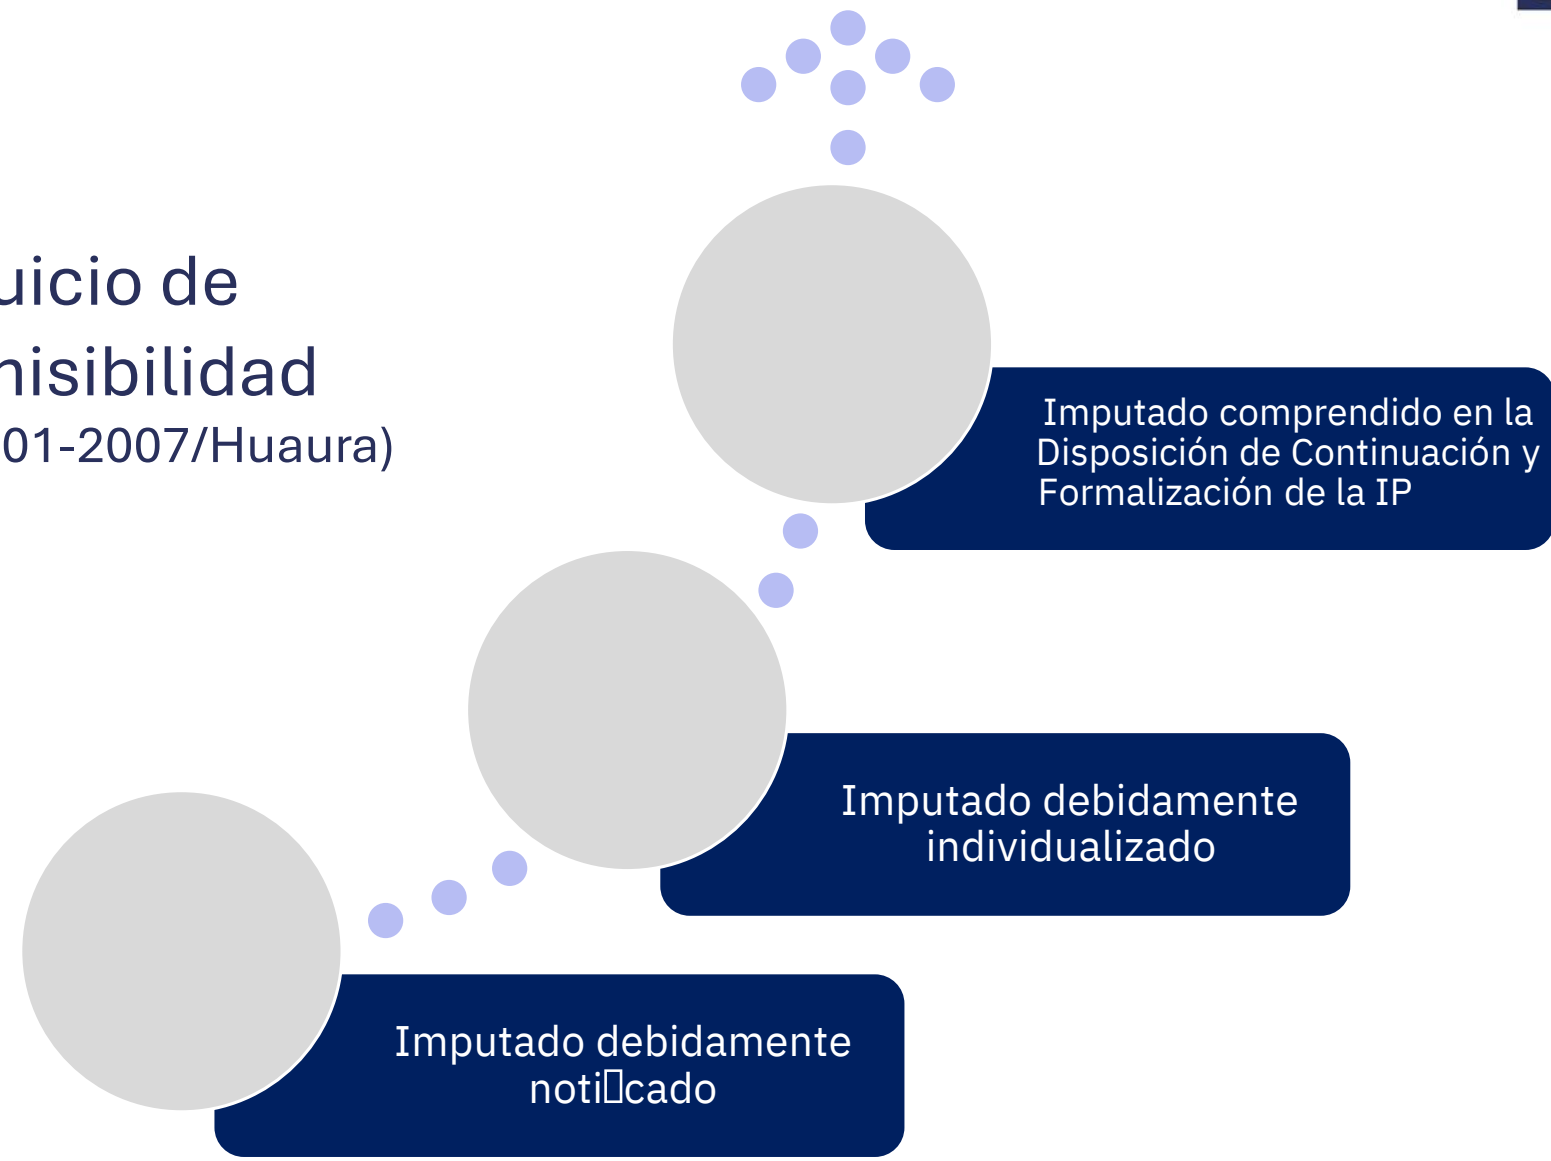 uicio de
nisibilidad
01-2007/Huaura)
Imputado comprendido en la
Disposición de Continuación y
Formalización de la IP
Imputado debidamente
individualizado
Imputado debidamente
noti▯cado